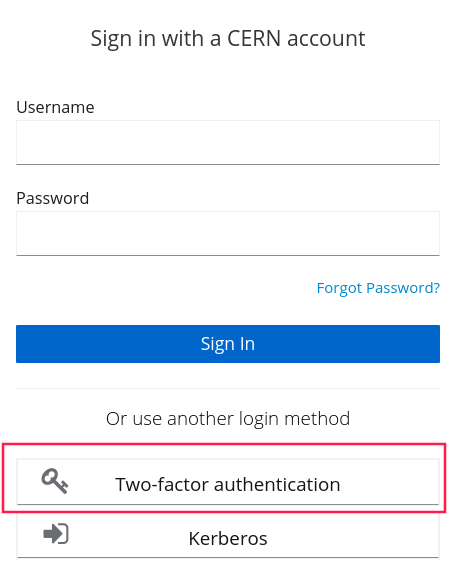 Sign in with a CERN account
Username
Password
Forgot Password?
Sign In
Or use another login method
Two-factor authentication
Kerberos